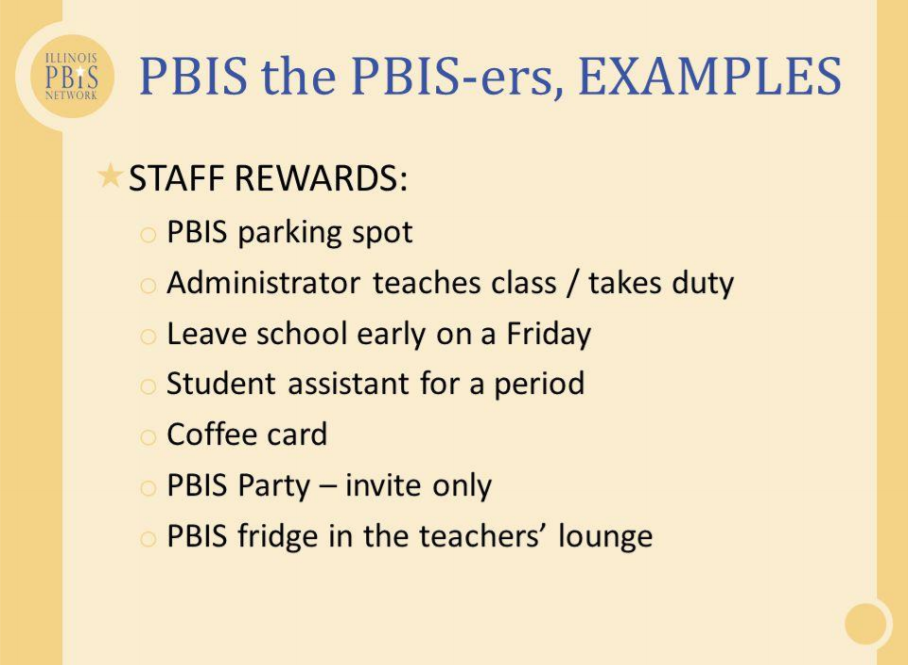 ILLINOIS
PBIS
NETWORK
PBIS the PBIS-ers, EXAMPLES
STAFF REWARDS:
PBIS parking spot
Administrator teaches class / takes duty
Leave school early on a Friday
Student assistant for a period
Coffee card
PBIS Party – invite only
PBIS fridge in the teachers’ lounge